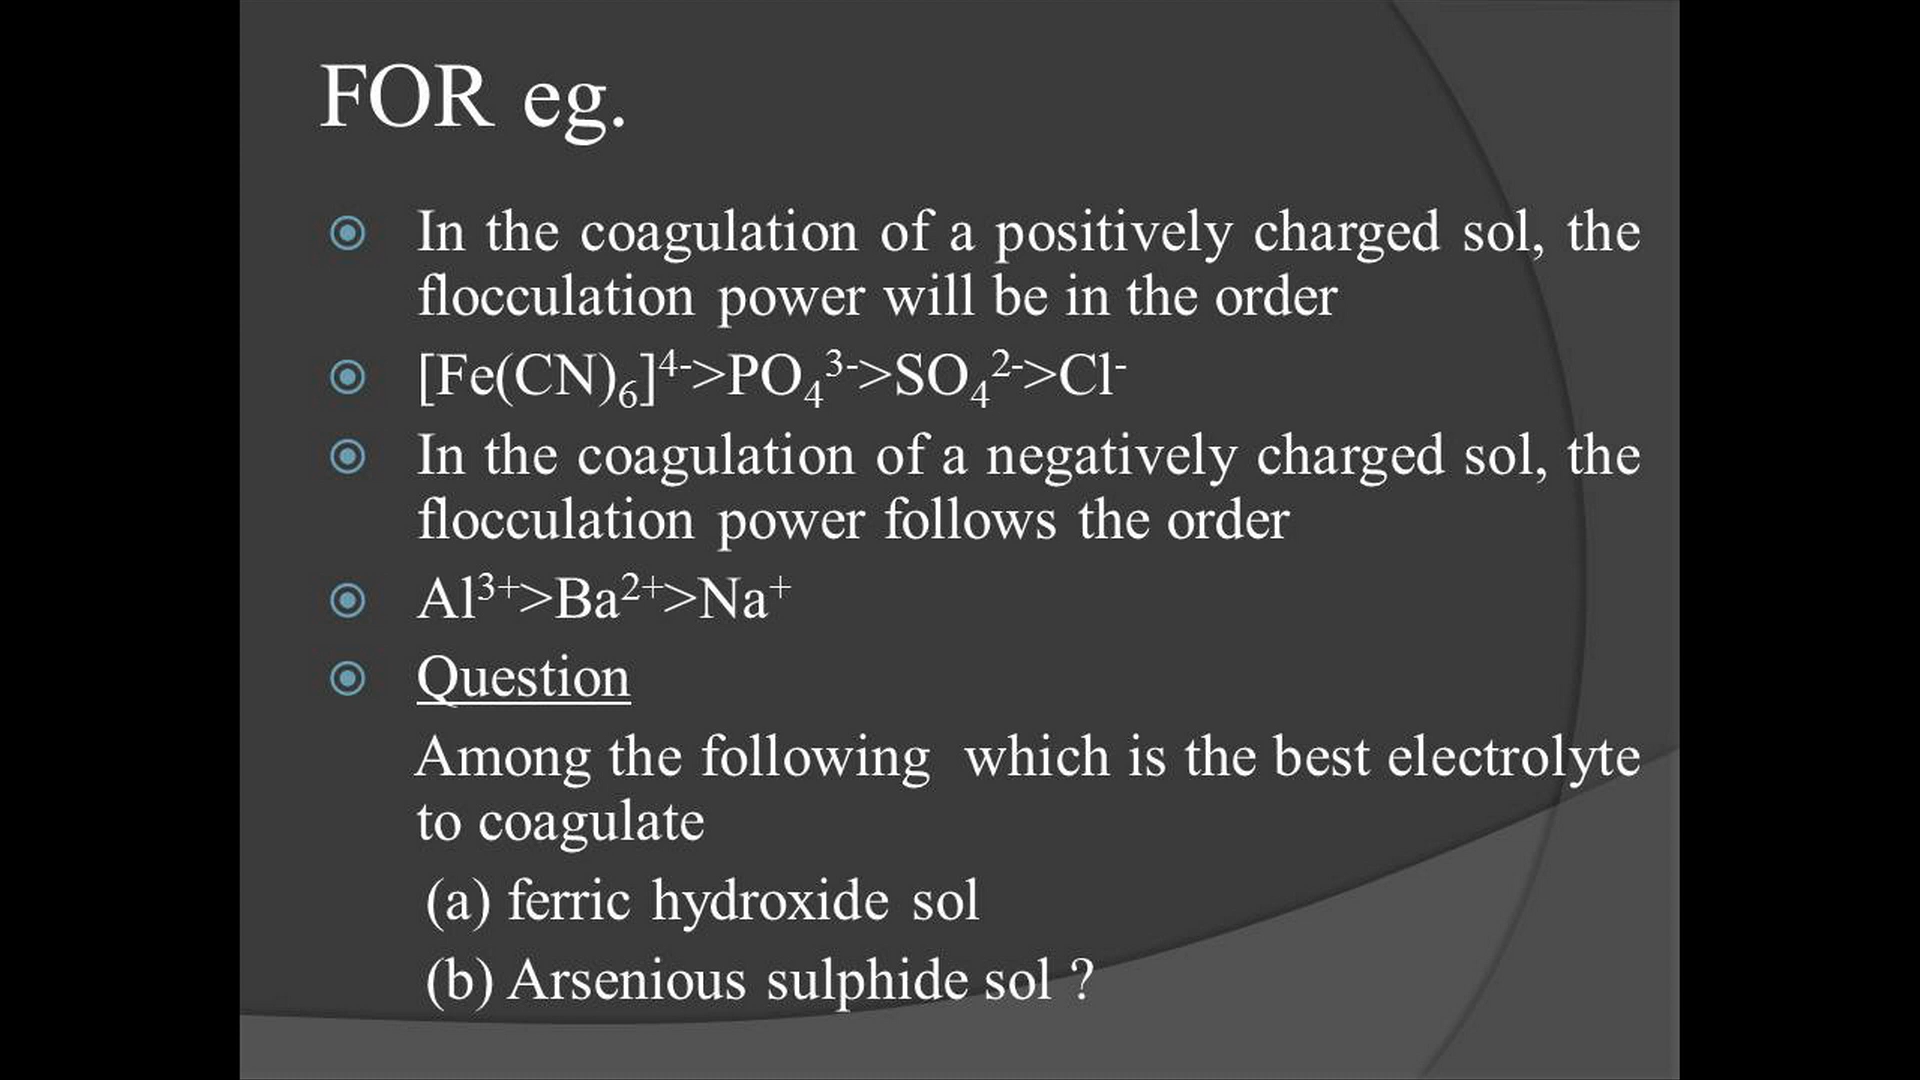 FOR eg.
In the coagulation of a positively charged sol, the
flocculation power will be in the order
[Fe(CN)₆]⁴⁻>PO₄³⁻>SO₄²⁻>Cl⁻
In the coagulation of a negatively charged sol, the
flocculation power follows the order
Al³⁺>Ba²⁺>Na⁺
Question
Among the following which is the best electrolyte
to coagulate
(a) ferric hydroxide sol
(b) Arsenious sulphide sol ?